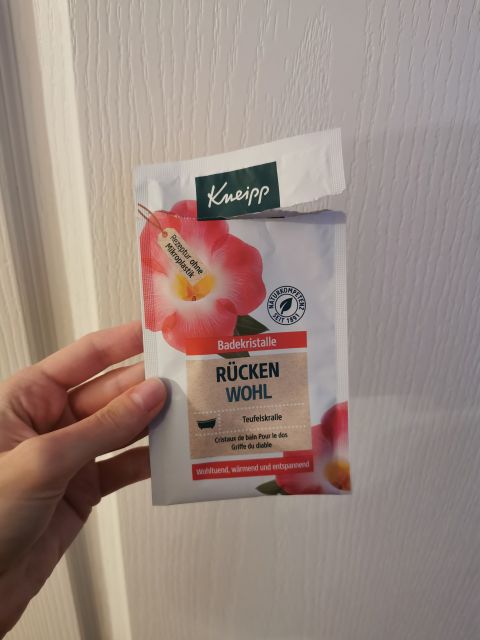 Kneipp
Rezeptur ohne
Mikroplastik
NATURKOMPETENZ
SEIT 1891
Badekristalle
RÜCKEN
WOHL
Teufelskralle
Cristaux de bain Pour le dos
Griffe du diable
Wohltuend, wärmend und entspannend